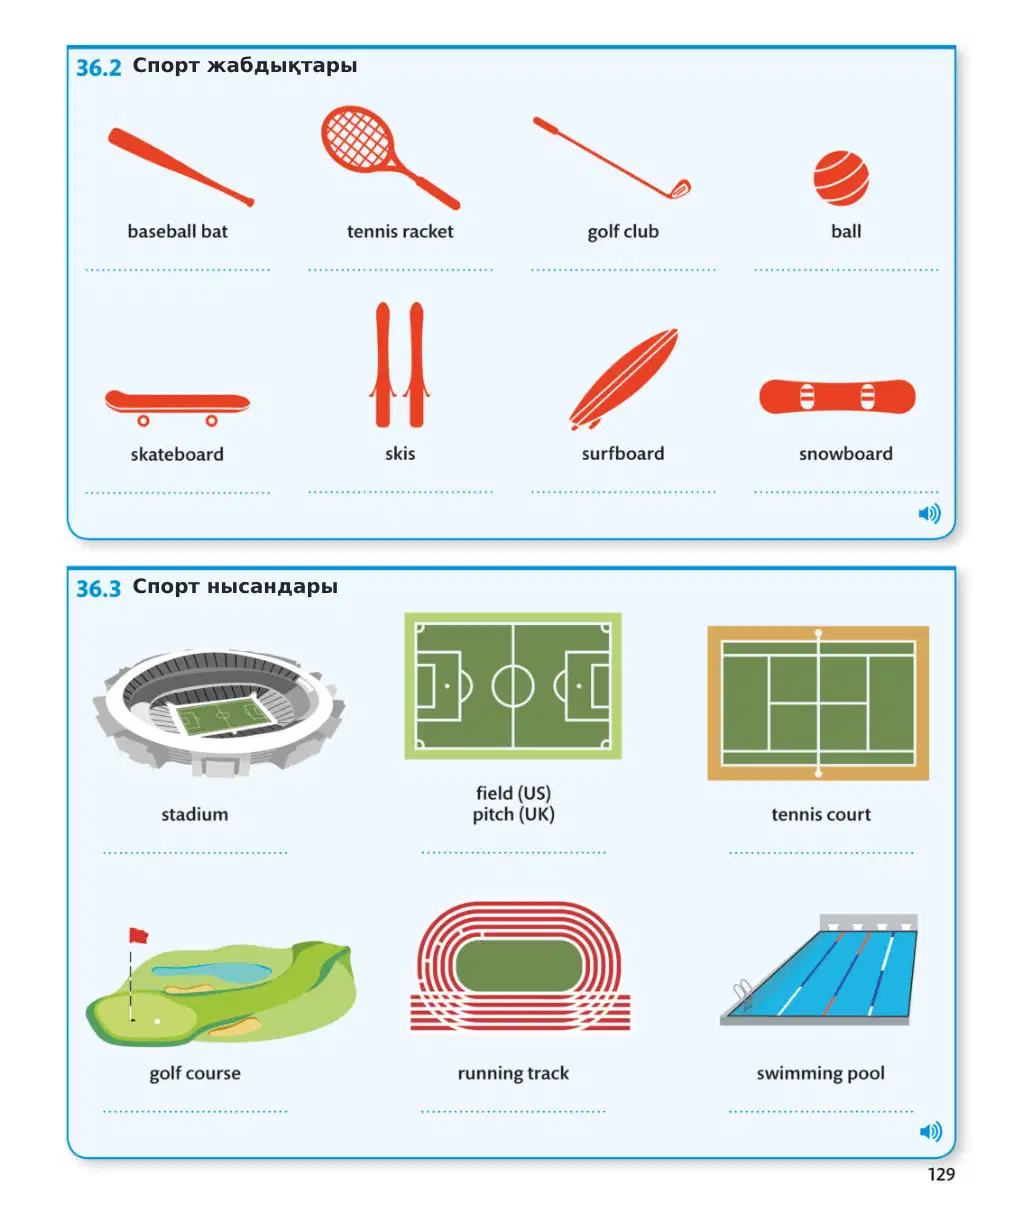 36.2 Спорт жабдықтары
baseball bat
tennis racket
golf club
ball
skateboard
skis
surfboard
snowboard
36.3 Спорт нысандары
stadium
field (US)
pitch (UK)
tennis court
golf course
running track
swimming pool
129